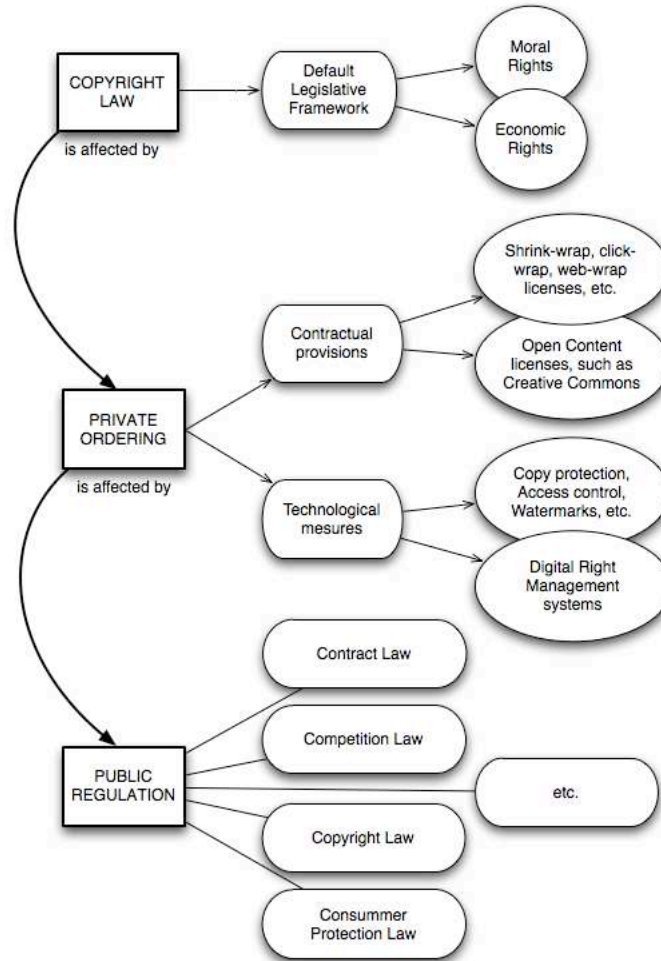 COPYRIGHT
LAW
is affected by
Default
Legislative
Framework
Moral
Rights
Economic
Rights
PRIVATE
ORDERING
is affected by
Contractual
provisions
Shrink-wrap, click-
wrap, web-wrap
licenses, etc.
Open Content
licenses, such as
Creative Commons
Technological
mesures
Copy protection,
Access control,
Watermarks, etc.
Digital Right
Management
systems
PUBLIC
REGULATION
Contract Law
Competition Law
etc.
Copyright Law
Consummer
Protection Law